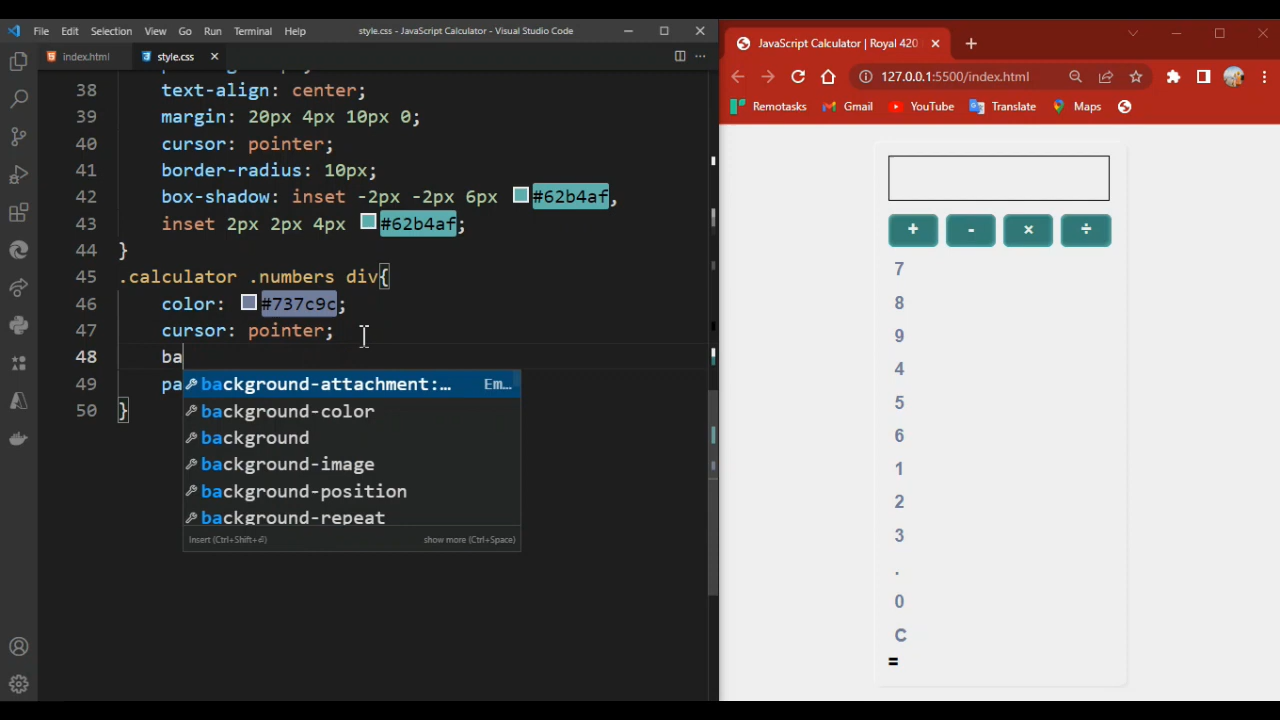 File Edit Selection View Go Run Terminal Help style.css - JavaScript Calculator - Visual Studio Code
index.html style.css
38
text-align: center;
39 margin: 20px 4px 10px 0;
40 cursor: pointer;
41 border-radius: 10px;
42 box-shadow: inset -2px -2px 6px #62b4af,
43 inset 2px 2px 4px #62b4af;
44 }
45 .calculator .numbers div{
46 color: #737c9c;
47 cursor: pointer;
48 ba
49 pa
50 }
background-attachment:… Em…
background-color
background
background-image
background-position
background-repeat
Insert (Ctrl+Shift+⏎) show more (Ctrl+Space)
JavaScript Calculator | Royal 420
127.0.0.1:5500/index.html
Remotasks Gmail YouTube Translate Maps
+ - × ÷
7
8
9
4
5
6
1
2
3
.
0
C
=